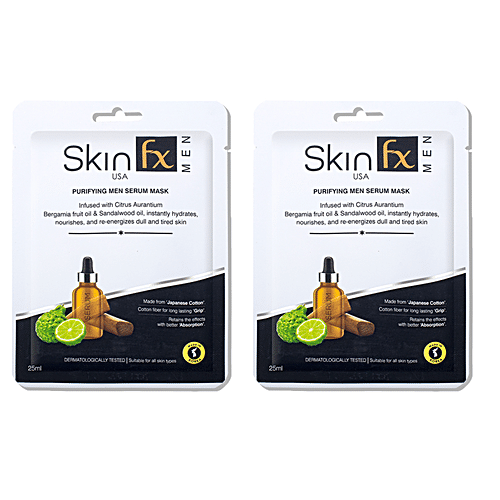 Skin fx MEN
USA
PURIFYING MEN SERUM MASK
Infused with Citrus Aurantium
Bergamia fruit oil & Sandalwood oil, instantly hydrates,
nourishes, and re-energizes dull and tired skin
SERUM
Made from 'Japanese Cotton'
Cotton fiber for long lasting 'Grip'
Retains the effects
with better 'Absorption'
DERMATOLOGICALLY TESTED | Suitable for all skin types
25ml
Skin fx MEN
USA
PURIFYING MEN SERUM MASK
Infused with Citrus Aurantium
Bergamia fruit oil & Sandalwood oil, instantly hydrates,
nourishes, and re-energizes dull and tired skin
SERUM
Made from 'Japanese Cotton'
Cotton fiber for long lasting 'Grip'
Retains the effects
with better 'Absorption'
DERMATOLOGICALLY TESTED | Suitable for all skin types
25ml